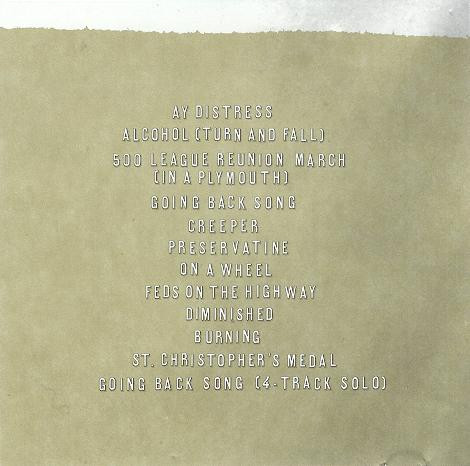 AY DISTRESS
ALCOHOL (TURN AND FALL)
500 LEAGUE REUNION MARCH
(IN A PLYMOUTH)
GOING BACK SONG
CREEPER
PRESERVATINE
ON A WHEEL
FEDS ON THE HIGHWAY
DIMINISHED
BURNING
ST. CHRISTOPHER'S MEDAL
GOING BACK SONG (4-TRACK SOLO)